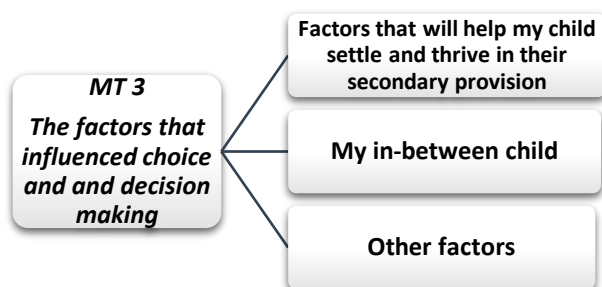 MT 3
The factors that
influenced choice
and and decision
making
Factors that will help my child
settle and thrive in their
secondary provision
My in-between child
Other factors